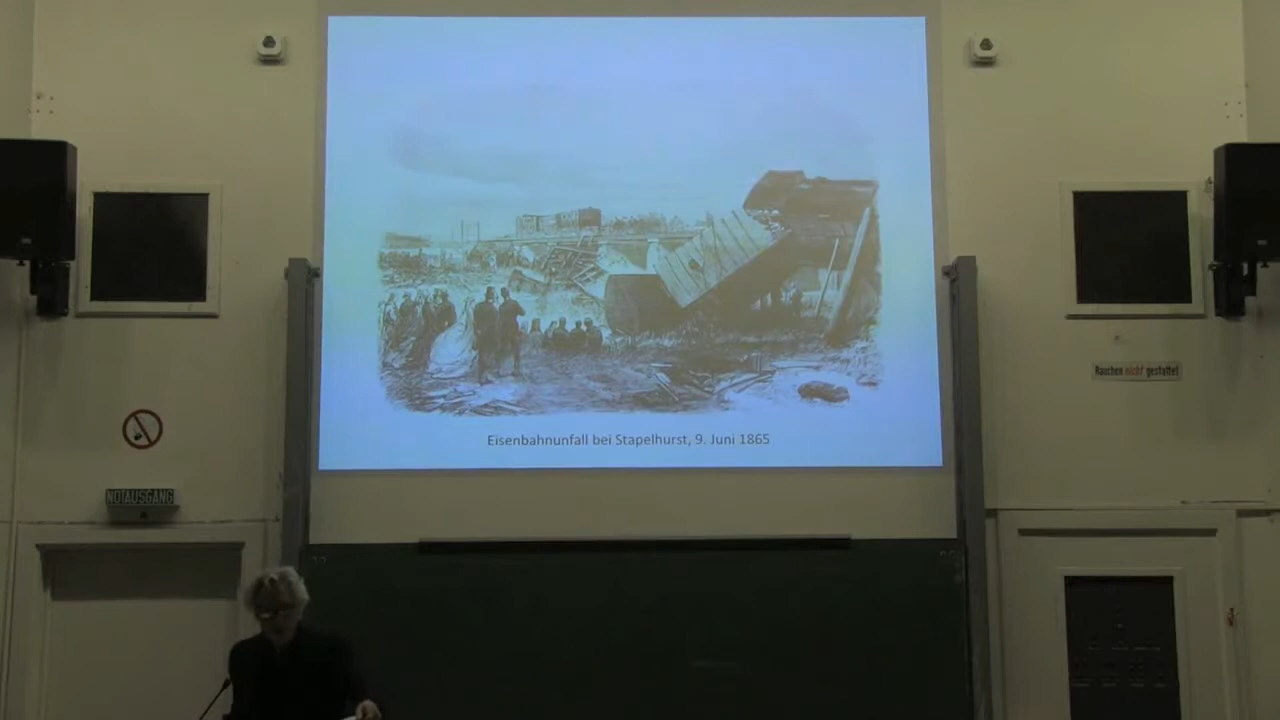 Eisenbahnunfall bei Stapelhurst, 9. Juni 1865
Rauchen nicht gestattet
NOTAUSGANG